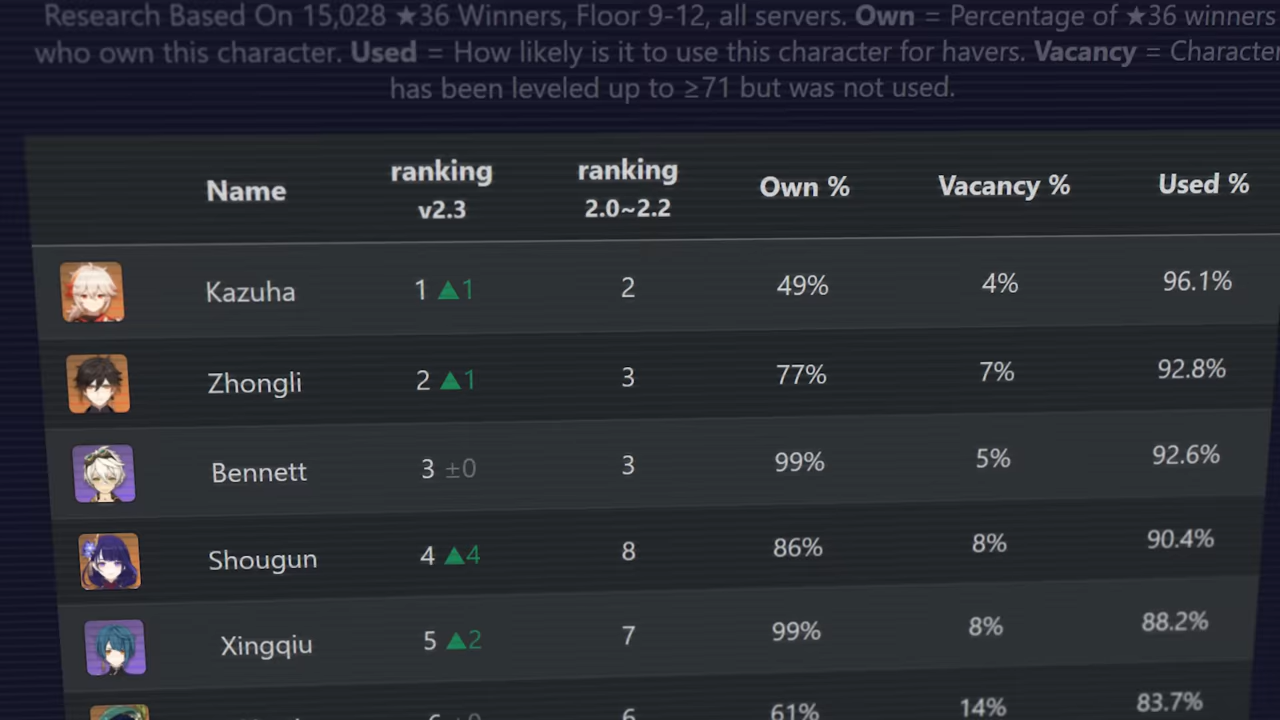 Research Based On 15,028 ★36 Winners, Floor 9-12, all servers. Own = Percentage of ★36 winners
who own this character. Used = How likely is it to use this character for havers. Vacancy = Character
has been leveled up to ≥71 but was not used.
Name ranking v2.3 ranking 2.0~2.2 Own % Vacancy % Used %
Kazuha 1 ▲1 2 49% 4% 96.1%
Zhongli 2 ▲1 3 77% 7% 92.8%
Bennett 3 ±0 3 99% 5% 92.6%
Shougun 4 ▲4 8 86% 8% 90.4%
Xingqiu 5 ▲2 7 99% 8% 88.2%
6 ±0 6 61% 14% 83.7%